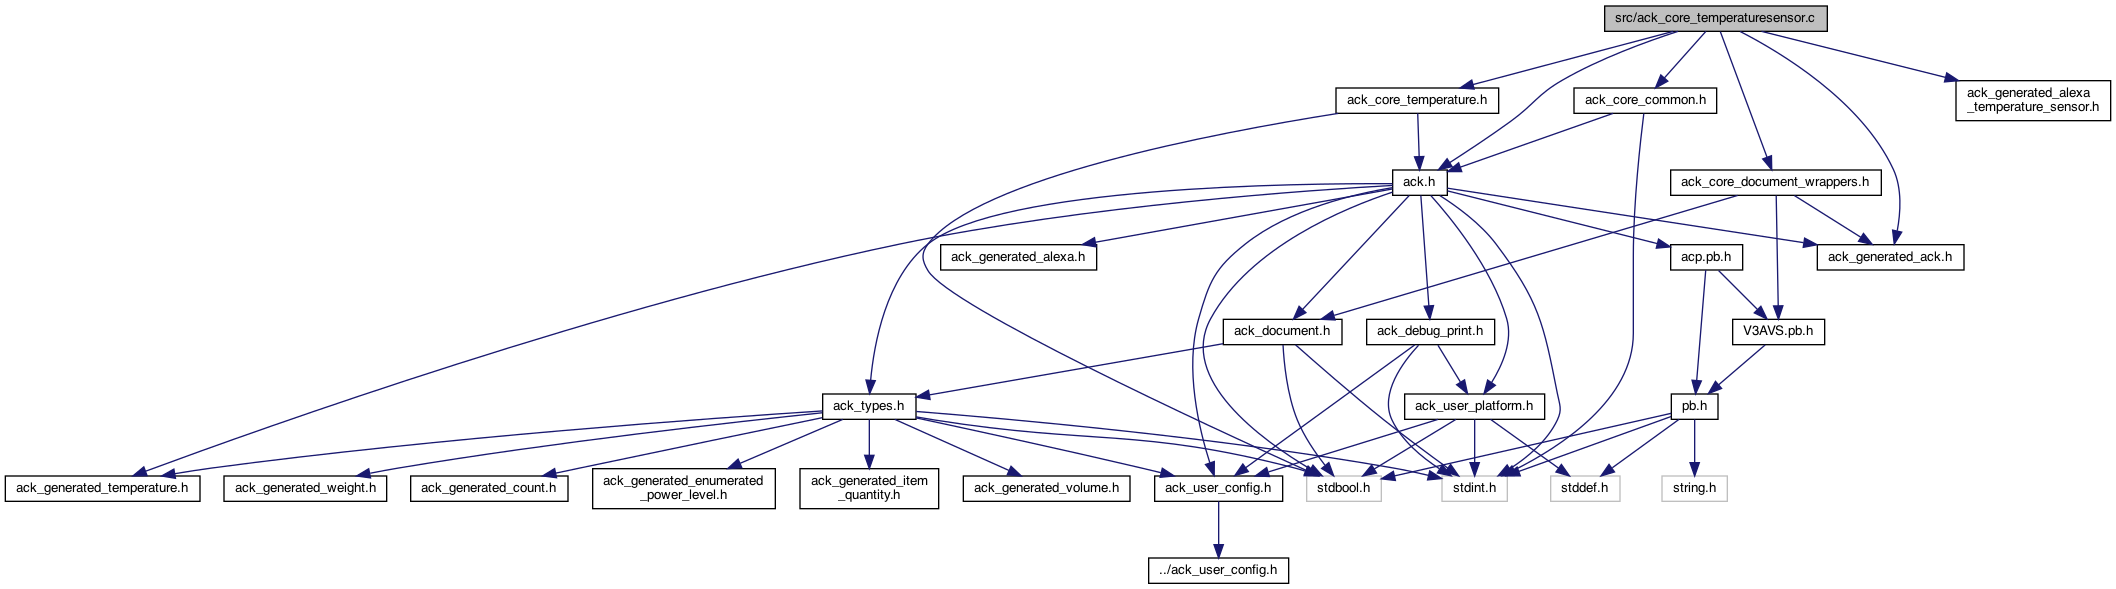 src/ack_core_temperaturesensor.c
ack_core_temperature.h
ack_core_common.h
ack_generated_alexa
_temperature_sensor.h
ack.h
ack_core_document_wrappers.h
ack_generated_alexa.h
acp.pb.h
ack_generated_ack.h
ack_document.h
ack_debug_print.h
V3AVS.pb.h
ack_types.h
ack_user_platform.h
pb.h
ack_generated_temperature.h
ack_generated_weight.h
ack_generated_count.h
ack_generated_enumerated
_power_level.h
ack_generated_item
_quantity.h
ack_generated_volume.h
ack_user_config.h
stdbool.h
stdint.h
stddef.h
string.h
../ack_user_config.h